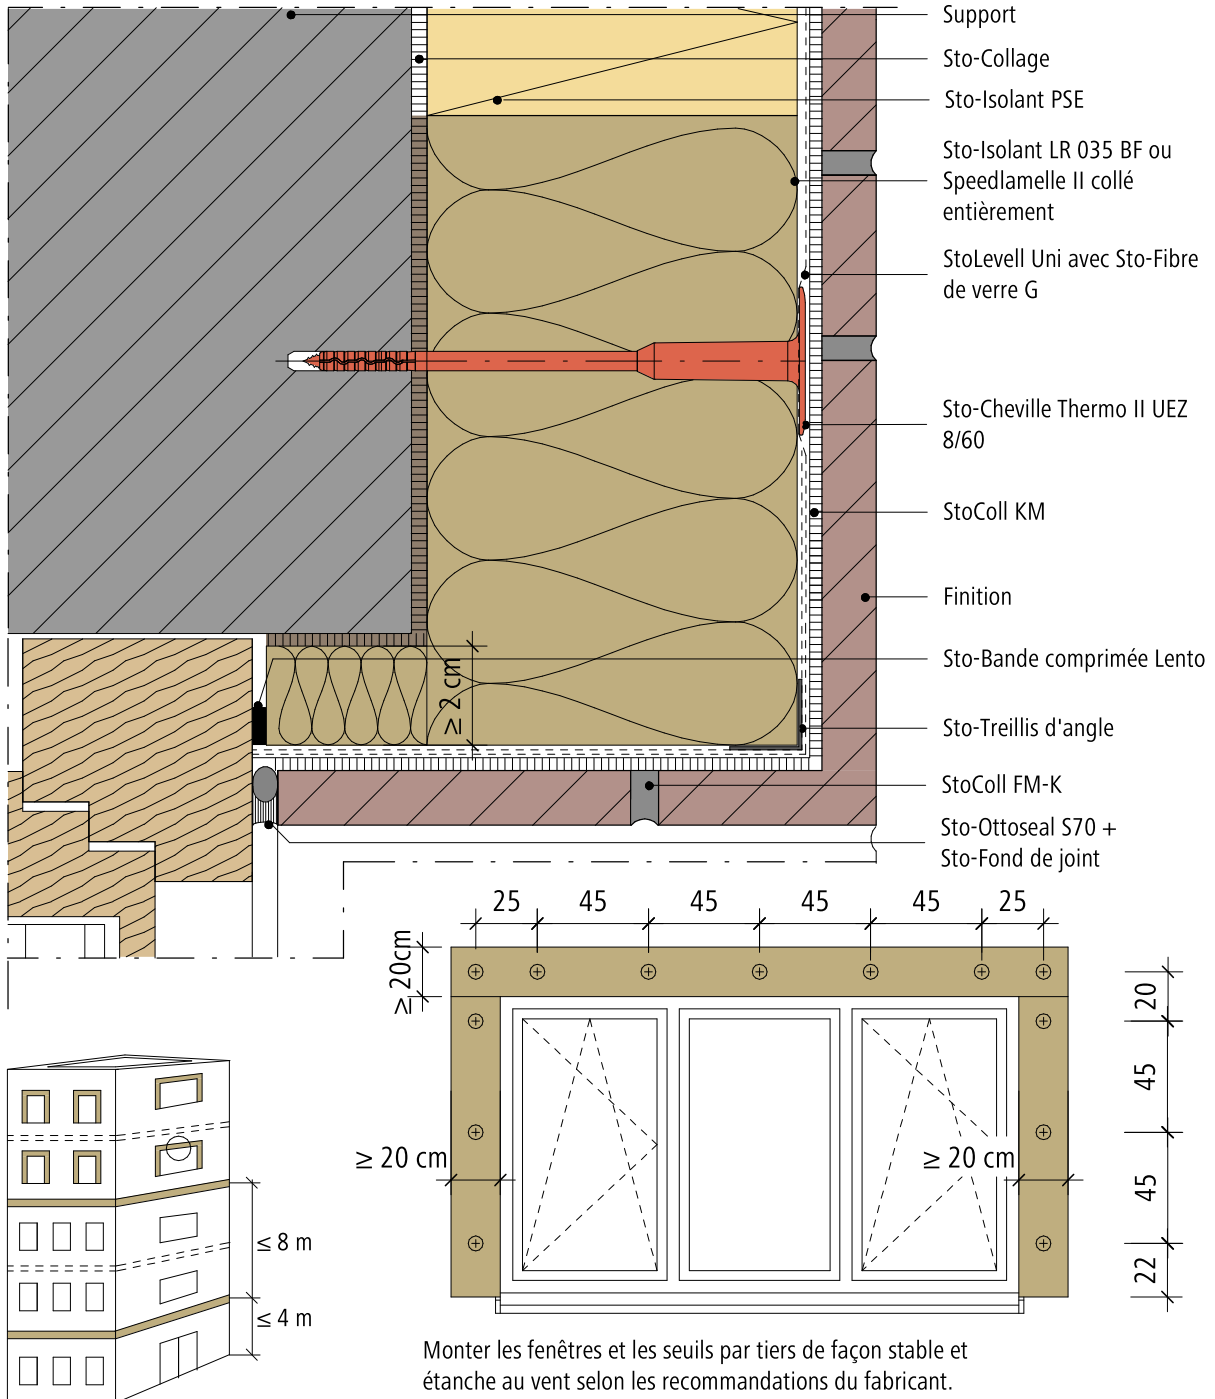 Support
Sto-Collage
Sto-Isolant PSE
Sto-Isolant LR 035 BF ou
Speedlamelle II collé
entièrement
StoLevell Uni avec Sto-Fibre
de verre G
Sto-Cheville Thermo II UEZ
8/60
StoColl KM
Finition
Sto-Bande comprimée Lento
≥ 2 cm
Sto-Treillis d'angle
StoColl FM-K
Sto-Ottoseal S70 +
Sto-Fond de joint
25 45 45 45 45 25
≥ 20cm
20
45
45
22
≥ 20 cm ≥ 20 cm
≤ 8 m
≤ 4 m
Monter les fenêtres et les seuils par tiers de façon stable et
étanche au vent selon les recommandations du fabricant.